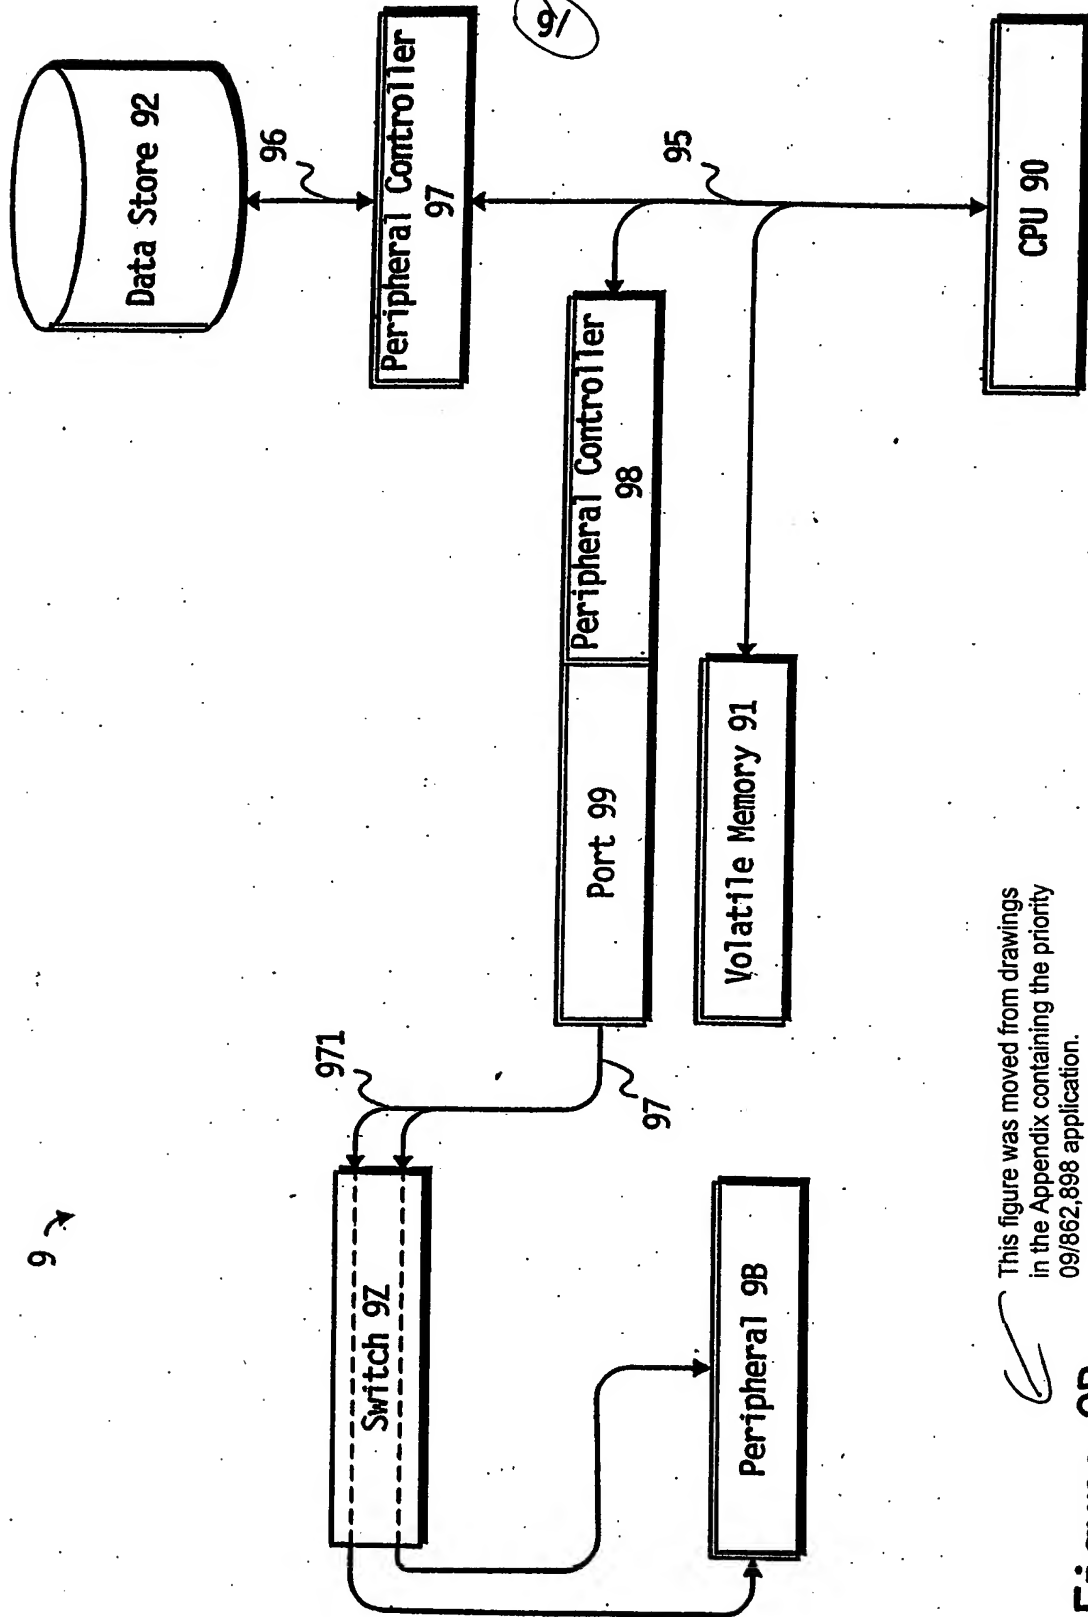 9
Data Store 92
96
Peripheral Controller
97
971
Switch 9Z
Port 99
Peripheral Controller
98
97
95
Peripheral 9B
Volatile Memory 91
CPU 90
This figure was moved from drawings
in the Appendix containing the priority
09/862,898 application.
Figure